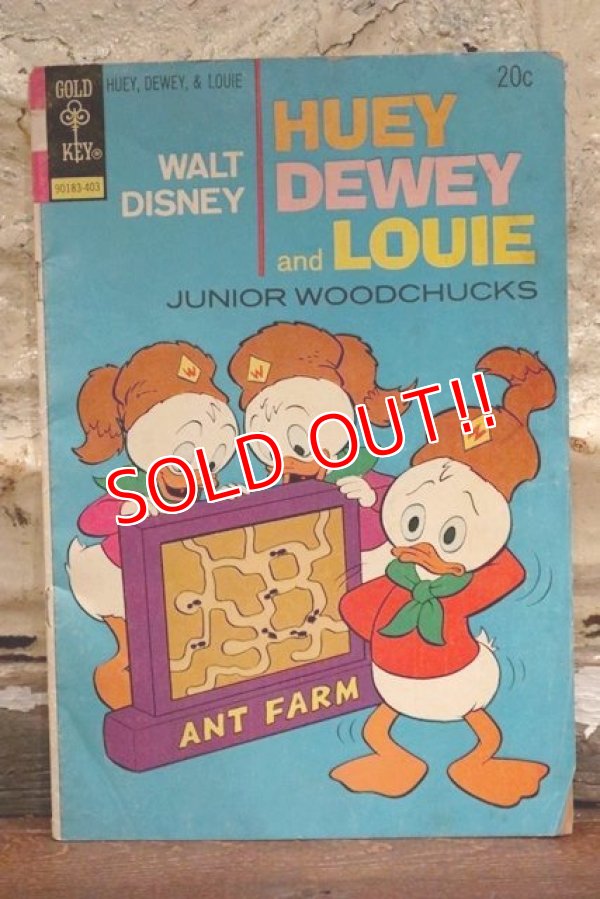 GOLD
KEY®
90183-403
HUEY, DEWEY, & LOUIE
20c
WALT
DISNEY
HUEY
DEWEY
and LOUIE
JUNIOR WOODCHUCKS
W
W
SOLD OUT!!
ANT FARM